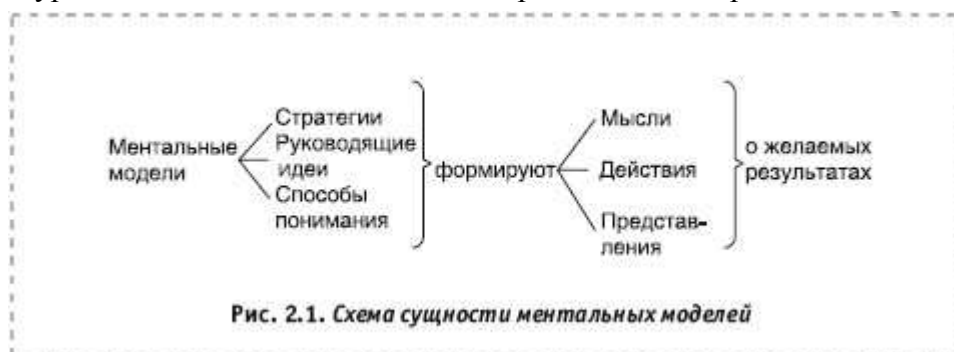 Ментальные
модели
Стратегии
Руководящие
идеи
Способы
понимания
формируют
Мысли
Действия
Представ-
ления
о желаемых
результатах
Рис. 2.1. Схема сущности ментальных моделей